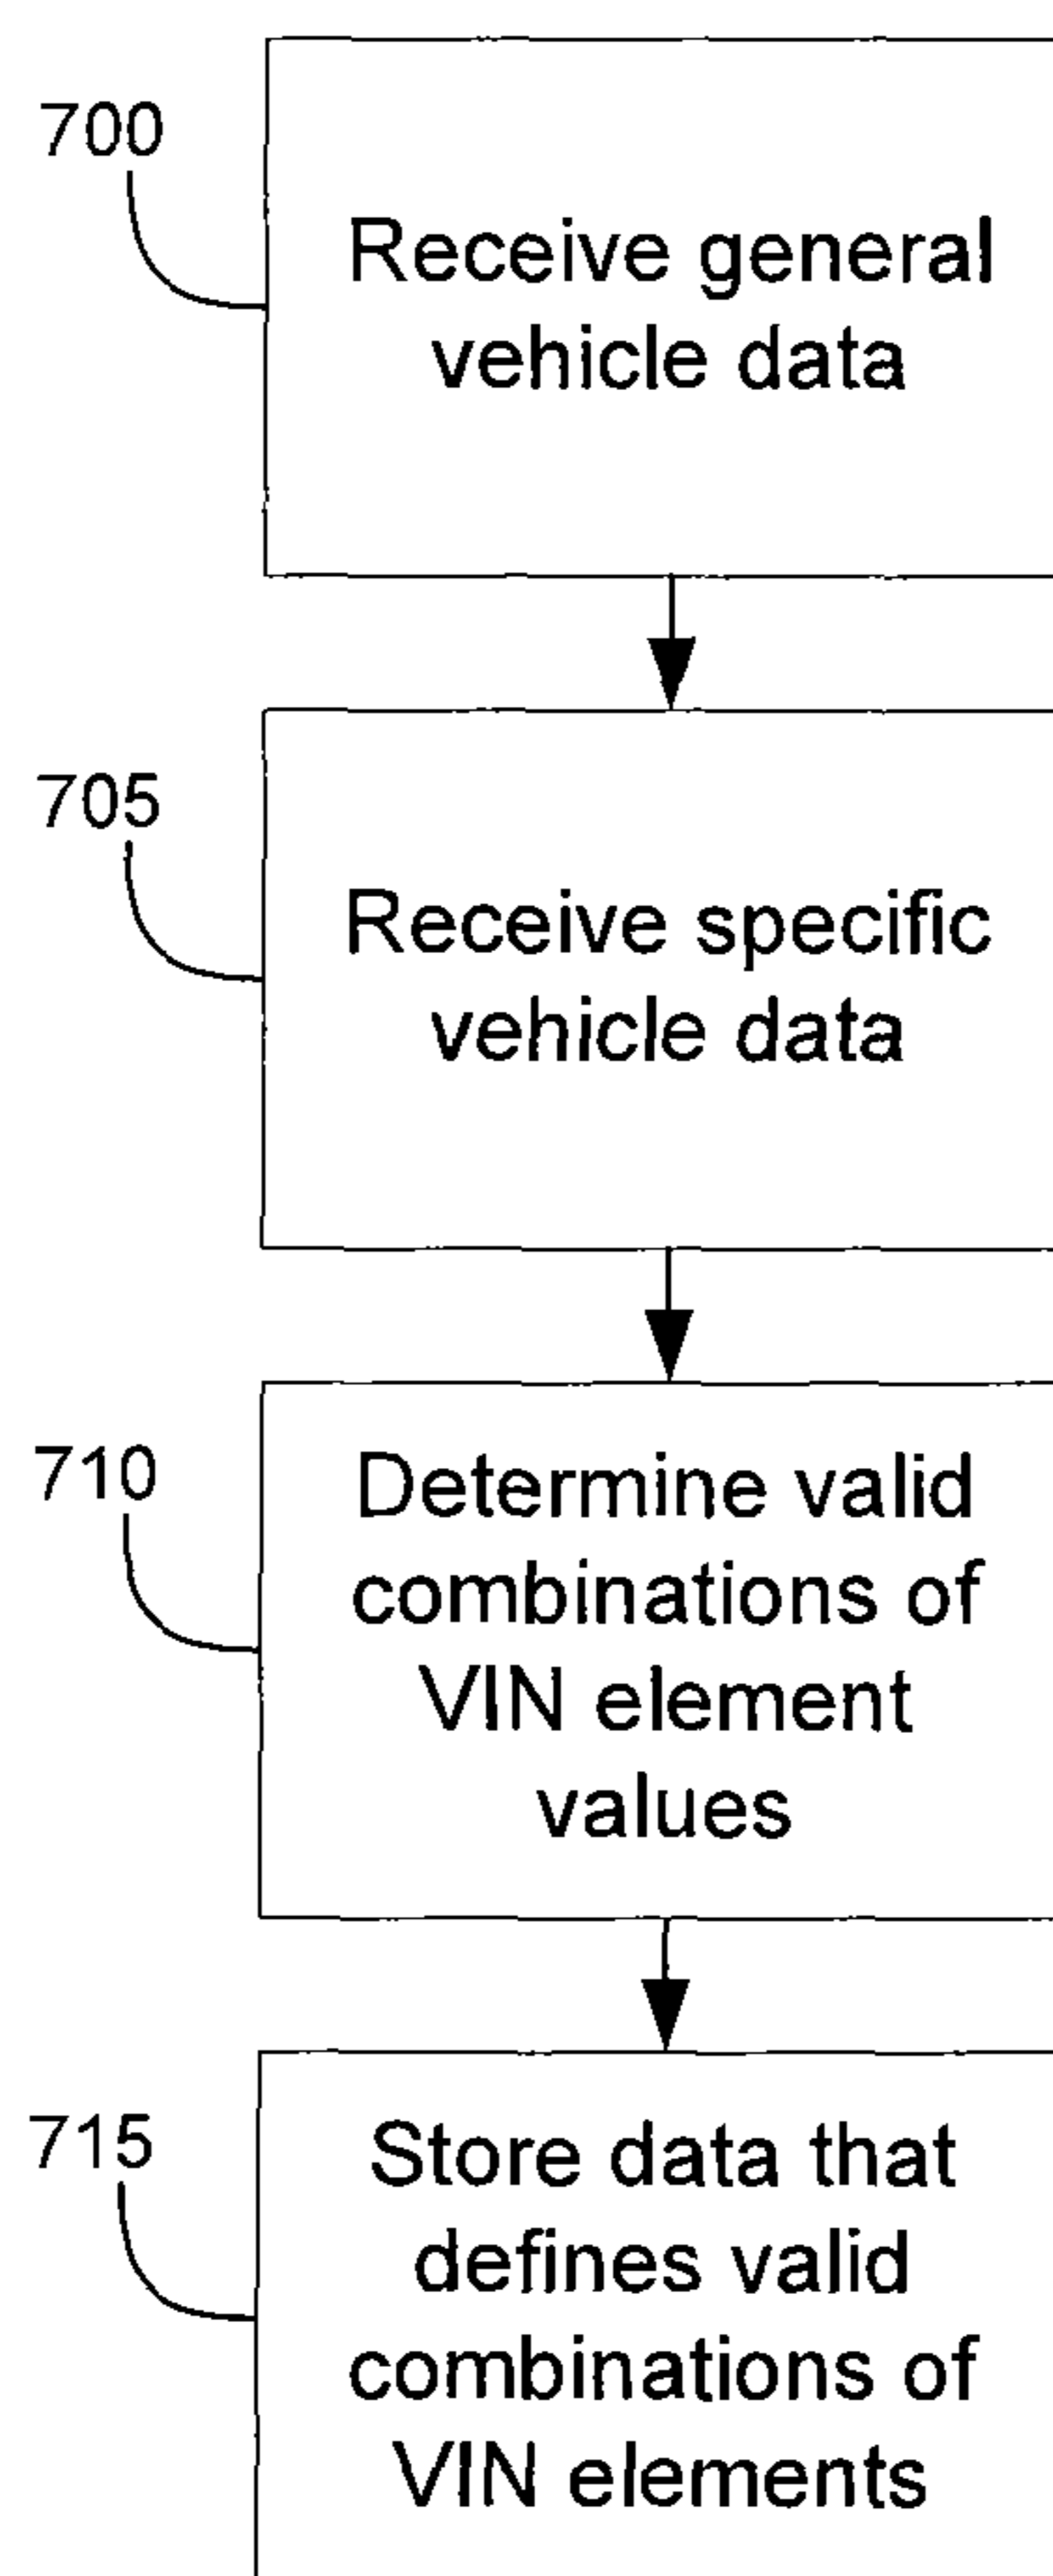 700
Receive general
vehicle data
705
Receive specific
vehicle data
710
Determine valid
combinations of
VIN element
values
715
Store data that
defines valid
combinations of
VIN elements